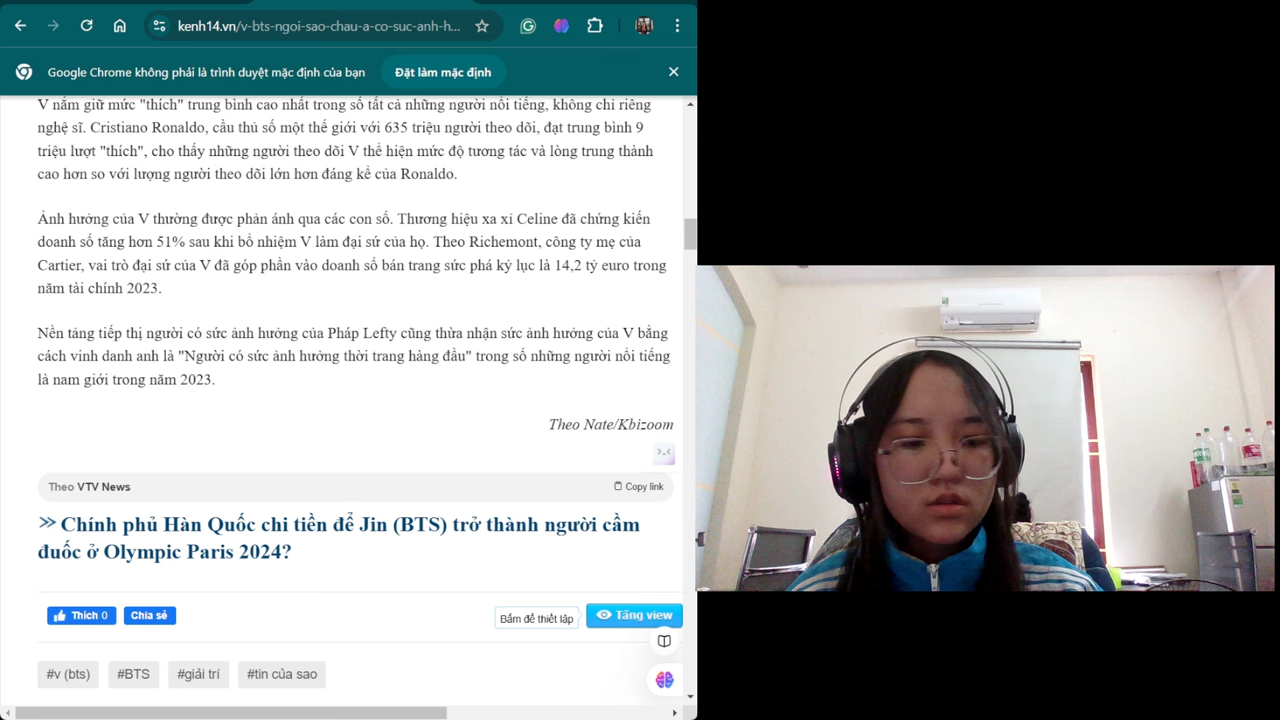 kenh14.vn/v-bts-ngoi-sao-chau-a-co-suc-anh-h...
Google Chrome không phải là trình duyệt mặc định của bạn
Đặt làm mặc định
V nắm giữ mức "thích" trung bình cao nhất trong số tất cả những người nổi tiếng, không chỉ riêng
nghệ sĩ. Cristiano Ronaldo, cầu thủ số một thế giới với 635 triệu người theo dõi, đạt trung bình 9
triệu lượt "thích", cho thấy những người theo dõi V thể hiện mức độ tương tác và lòng trung thành
cao hơn so với lượng người theo dõi lớn hơn đáng kể của Ronaldo.
Ảnh hưởng của V thường được phản ánh qua các con số. Thương hiệu xa xỉ Celine đã chứng kiến
doanh số tăng hơn 51% sau khi bổ nhiệm V làm đại sứ của họ. Theo Richemont, công ty mẹ của
Cartier, vai trò đại sứ của V đã góp phần vào doanh số bán trang sức phá kỷ lục là 14,2 tỷ euro trong
năm tài chính 2023.
Nền tảng tiếp thị người có sức ảnh hưởng của Pháp Lefty cũng thừa nhận sức ảnh hưởng của V bằng
cách vinh danh anh là "Người có sức ảnh hưởng thời trang hàng đầu" trong số những người nổi tiếng
là nam giới trong năm 2023.
Theo Nate/Kbizoom
Theo VTV News
Copy link
>> Chính phủ Hàn Quốc chi tiền để Jin (BTS) trở thành người cầm
đuốc ở Olympic Paris 2024?
Thích 0
Chia sẻ
Bấm để thiết lập
Tăng view
#v (bts)
#BTS
#giải trí
#tin của sao